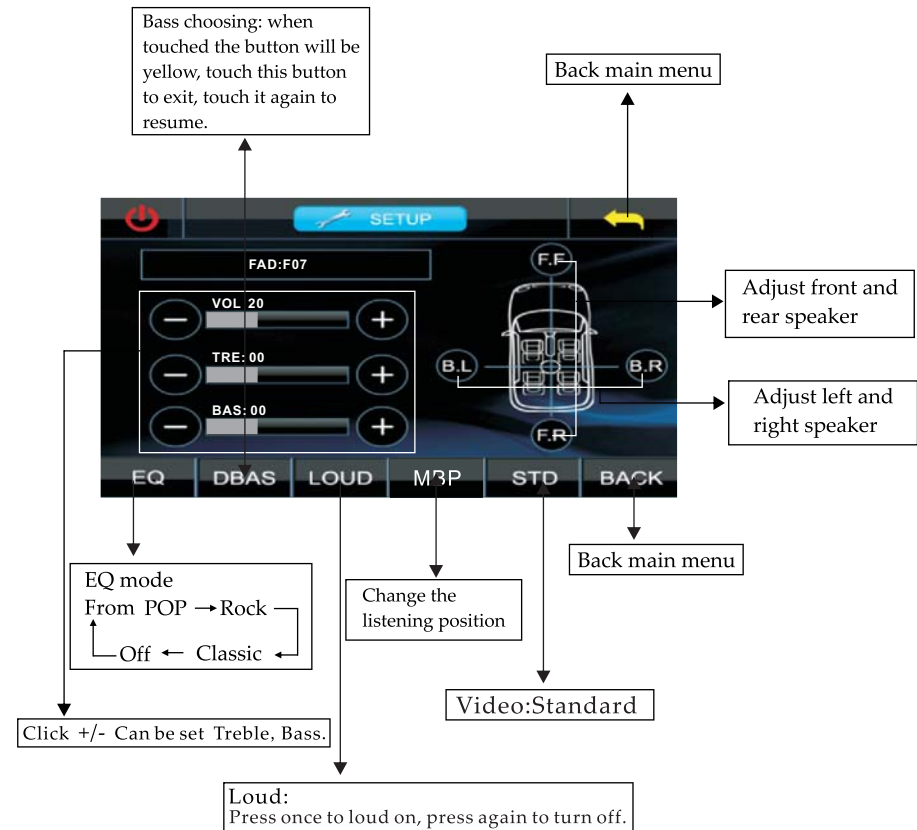 Bass choosing: when
touched the button will be
yellow, touch this button
to exit, touch it again to
resume.
Back main menu
SETUP
FAD:F07
F.F
VOL 20
TRE: 00
BAS: 00
B.L
B.R
F.R
Adjust front and
rear speaker
Adjust left and
right speaker
EQ DBAS LOUD MBP STD BACK
Back main menu
EQ mode
From POP → Rock
Off ← Classic
Change the
listening position
Video:Standard
Click +/- Can be set Treble, Bass.
Loud:
Press once to loud on, press again to turn off.